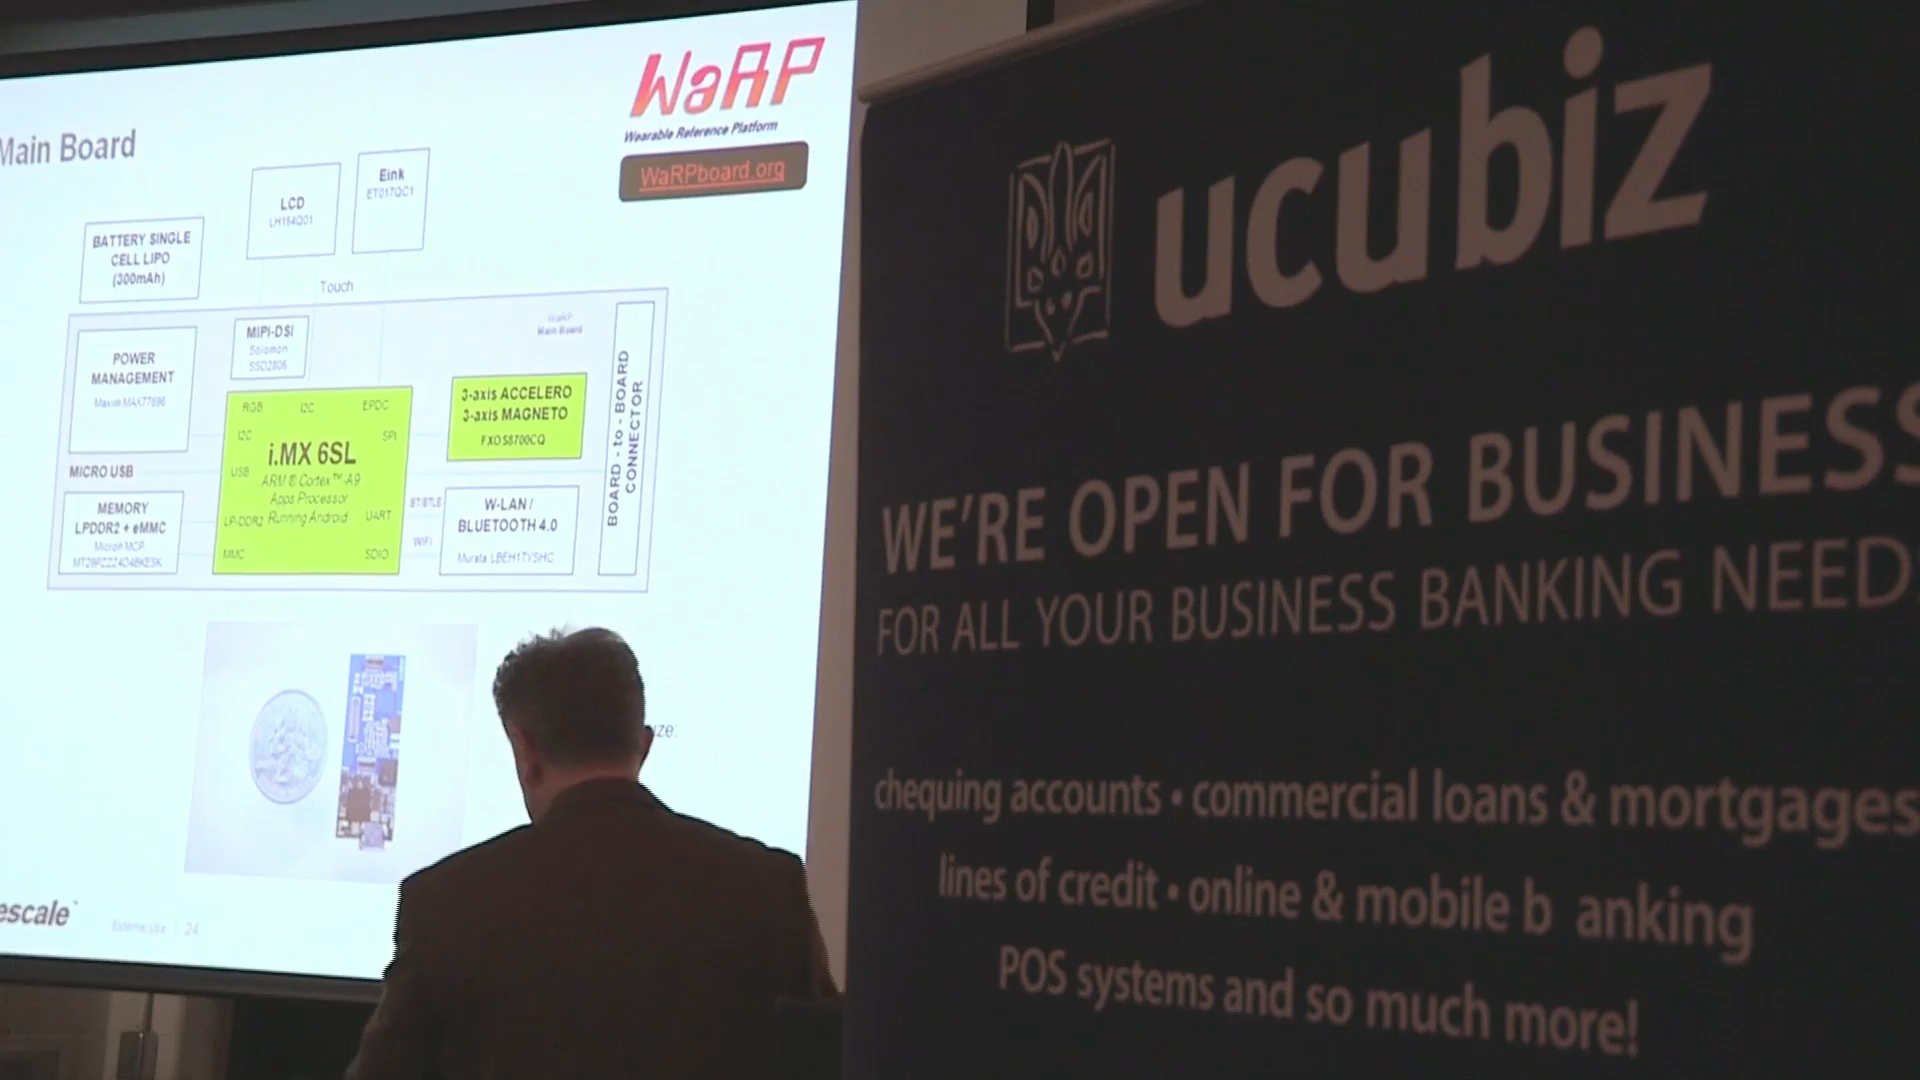 Main Board
WaRP
Wearable Reference Platform
WaRPboard.org
LCD
LH154Q01
Eink
ET017QC1
BATTERY SINGLE
CELL LIPO
(300mAh)
Touch
POWER
MANAGEMENT
Maxim MAX77696
MIPI-DSI
Solomon
SSD2805
WaRP
Main Board
RGB I2C EPDC
I2C SPI
i.MX 6SL
USB
ARM ® Cortex™-A9
Apps Processor
Running Android
LP-DDR2 UART
MMC SDIO
3-axis ACCELERO
3-axis MAGNETO
FXOS8700CQ
MICRO USB
MEMORY
LPDDR2 + eMMC
Micron MCP
BT/BTLE
WIFI
W-LAN /
BLUETOOTH 4.0
Murata LBEH1TYSHC
BOARD - to - BOARD
CONNECTOR
escale
External Use | 24
ucubiz
WE'RE OPEN FOR BUSINESS
FOR ALL YOUR BUSINESS BANKING NEED
chequing accounts • commercial loans & mortgages
lines of credit • online & mobile b anking
POS systems and so much more!